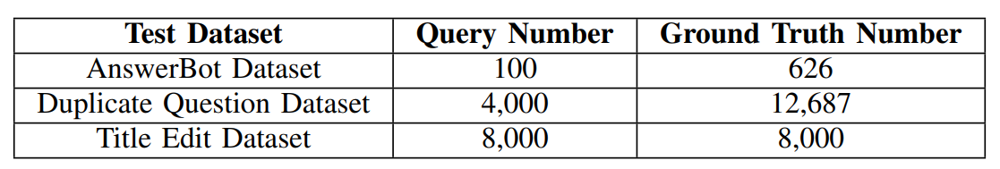 Test Dataset Query Number Ground Truth Number
AnswerBot Dataset 100 626
Duplicate Question Dataset 4,000 12,687
Title Edit Dataset 8,000 8,000